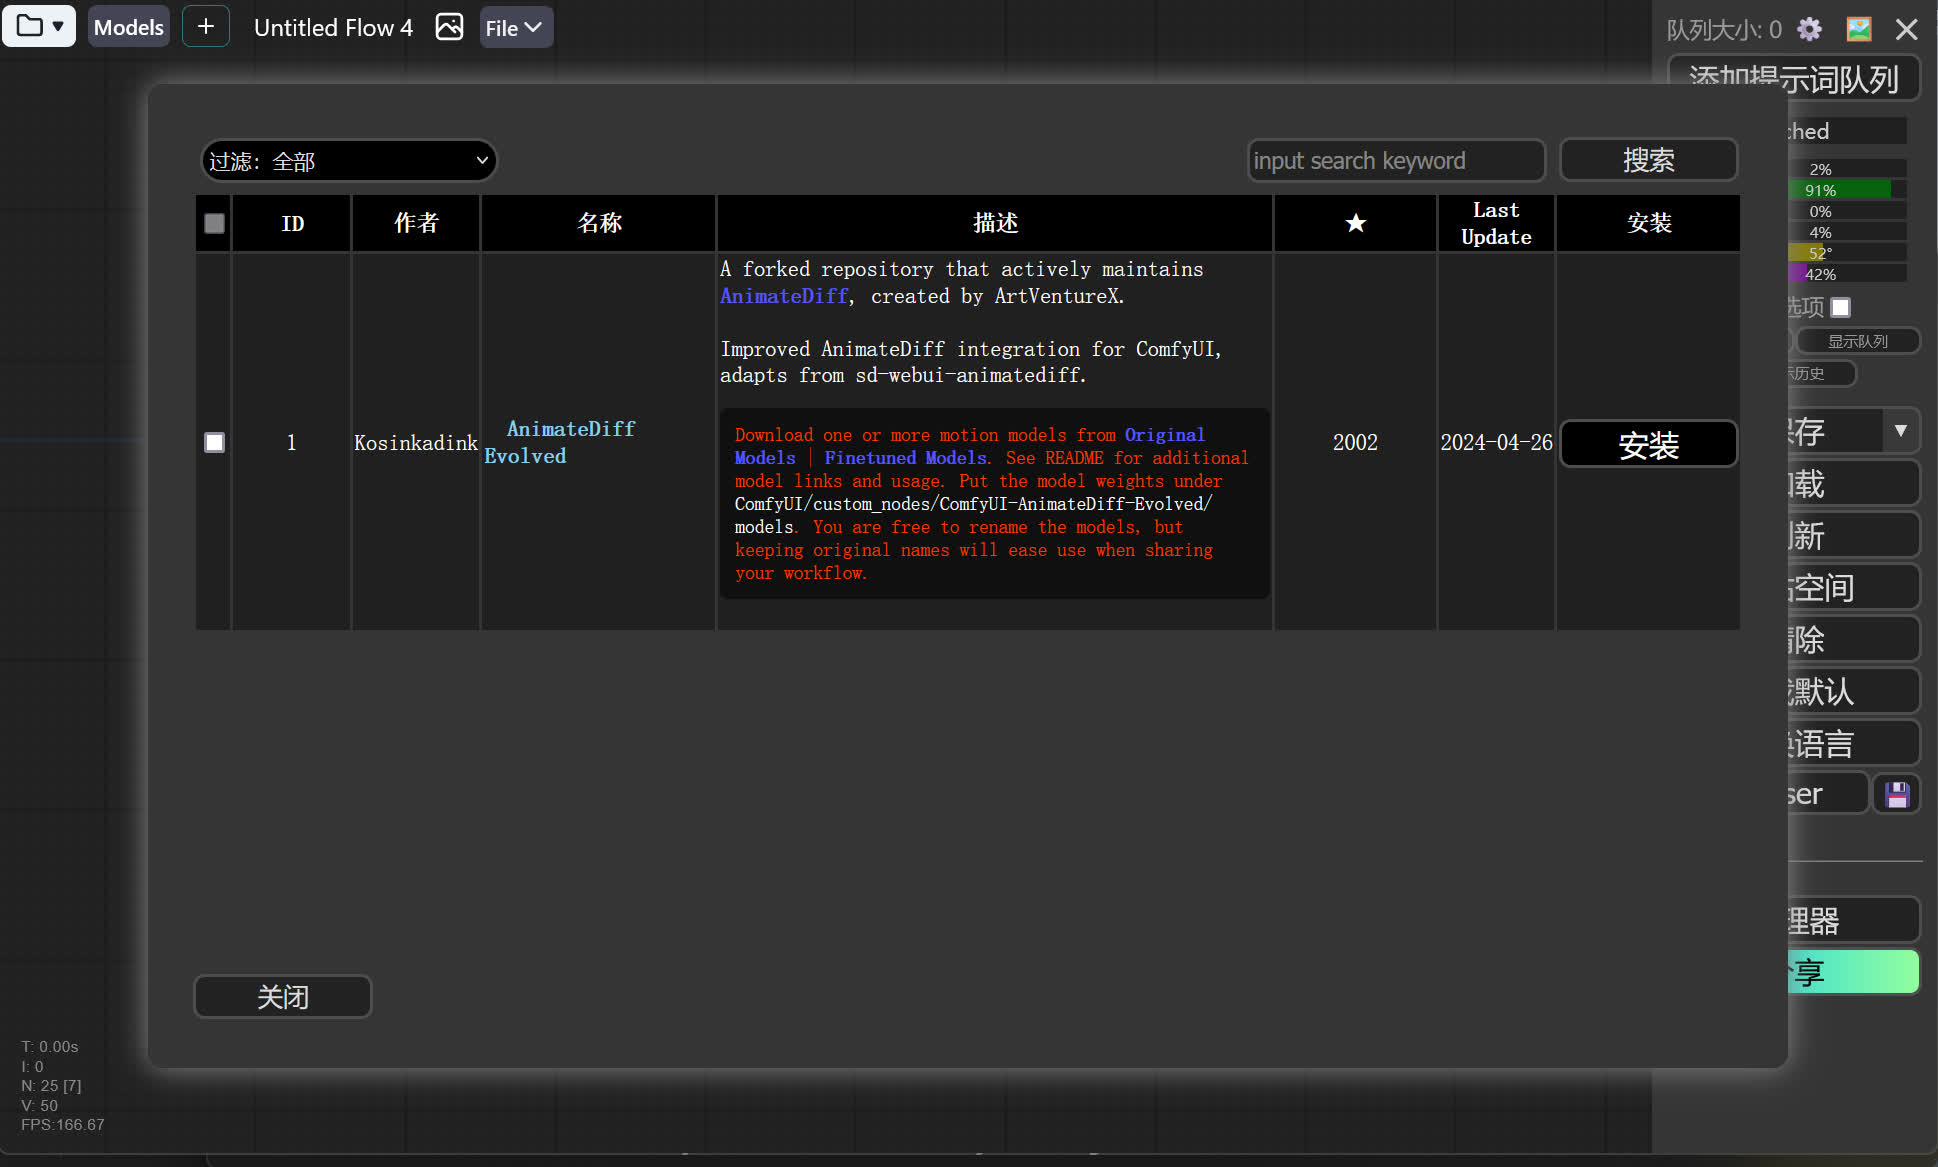 Models
+
Untitled Flow 4
File
队列大小: 0
添加提示词队列
过滤：全部
input search keyword
搜索
ID
作者
名称
描述
★
Last
Update
安装
1
Kosinkadink
AnimateDiff
Evolved
A forked repository that actively maintains
AnimateDiff, created by ArtVentureX.
Improved AnimateDiff integration for ComfyUI,
adapts from sd-webui-animatediff.
Download one or more motion models from Original
Models | Finetuned Models. See README for additional
model links and usage. Put the model weights under
ComfyUI/custom_nodes/ComfyUI-AnimateDiff-Evolved/
models. You are free to rename the models, but
keeping original names will ease use when sharing
your workflow.
2002
2024-04-26
安装
关闭
ched
2%
91%
0%
4%
52°
42%
选项
显示队列
示历史
保存
▼
加载
刷新
空间
清除
默认
语言
ser
理器
享
T: 0.00s
I: 0
N: 25 [7]
V: 50
FPS:166.67